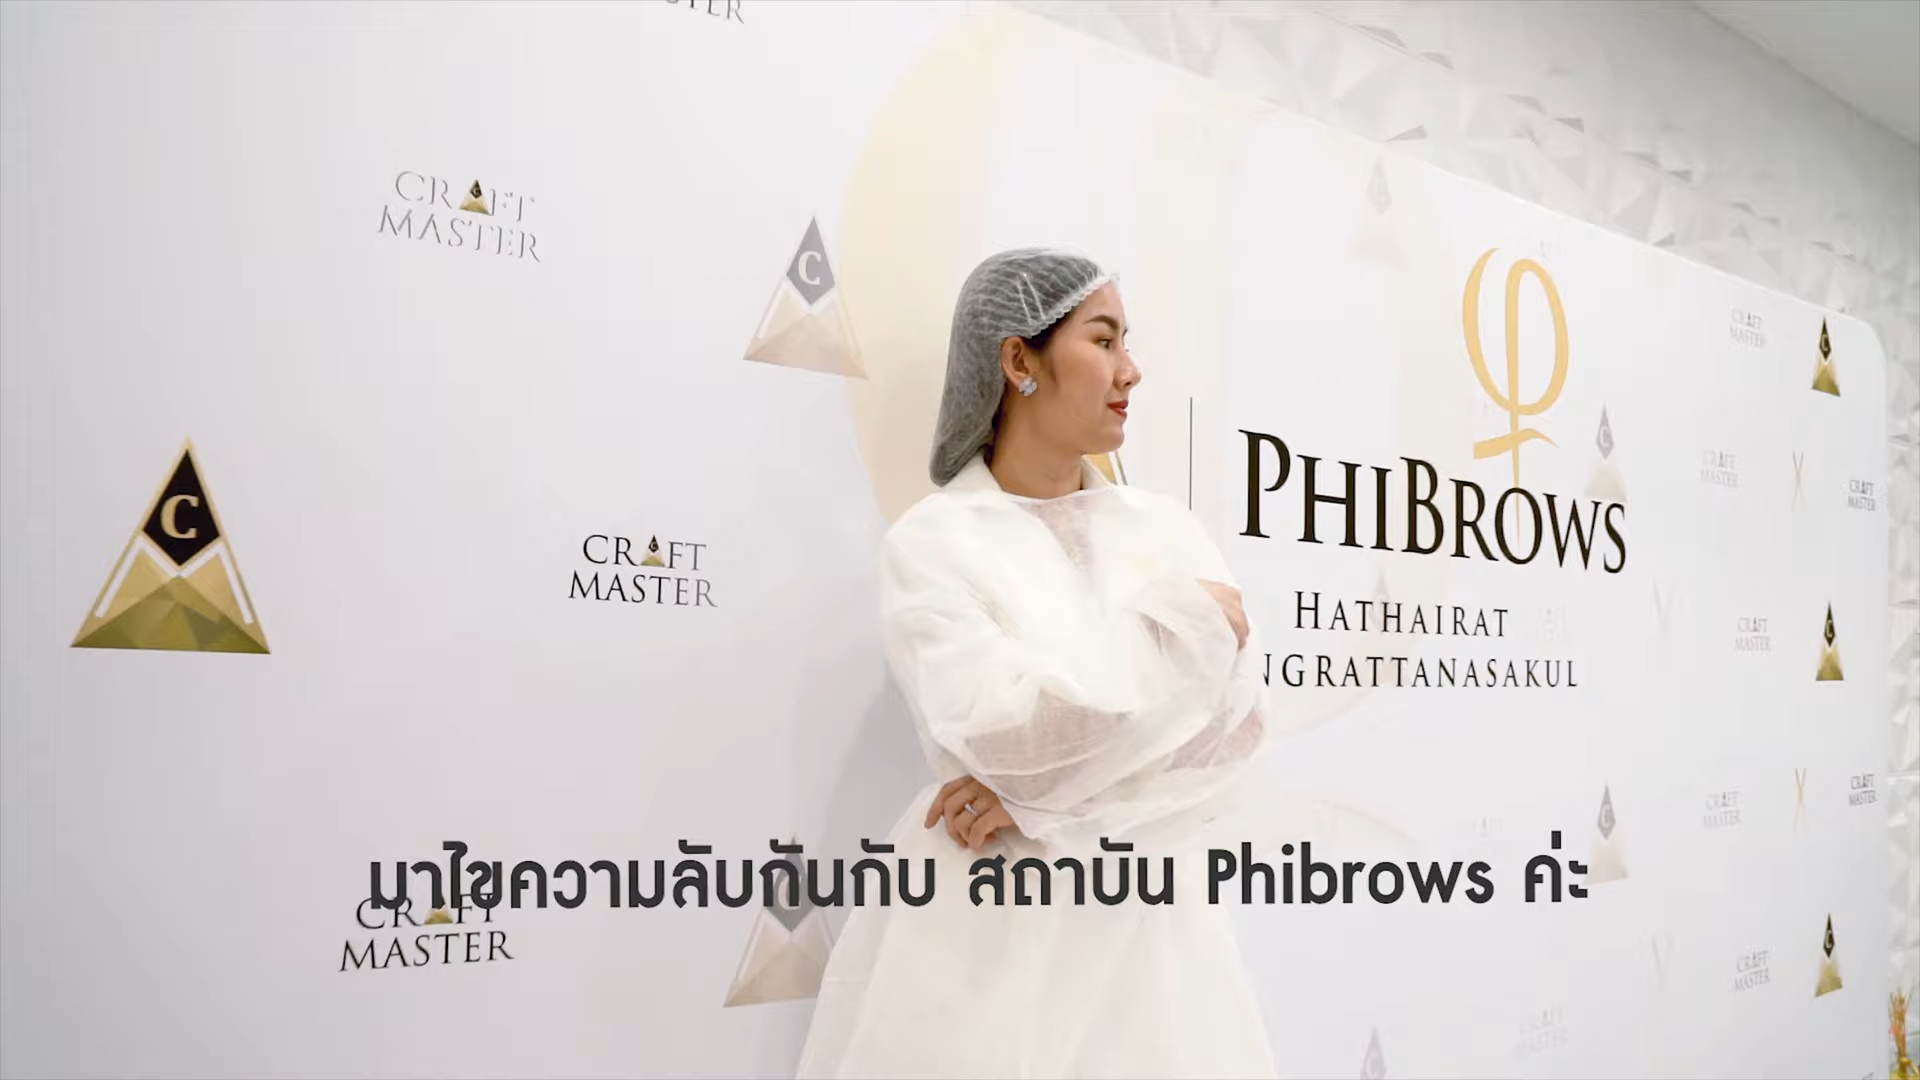 CRAFT
MASTER
C
C
CRAFT
MASTER
PHIBROWS
HATHAIRAT
NGRATTANASAKUL
CRAFT
MASTER
มาไขความลับกันกับ สถาบัน Phibrows ค่ะ
CRAFT
MASTER